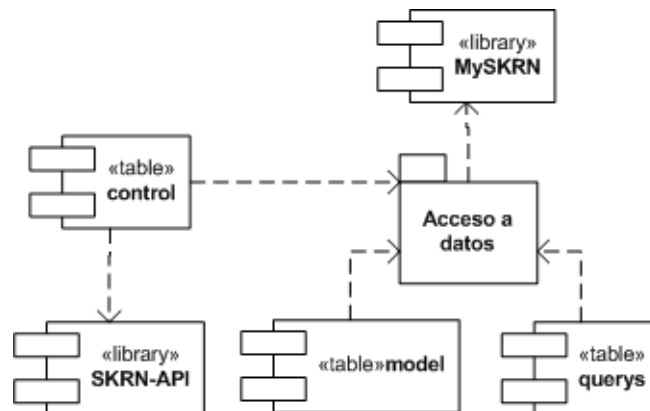 «library»
MySKRN
«table»
control
Acceso a
datos
«library»
SKRN-API
«table»model
«table»
querys